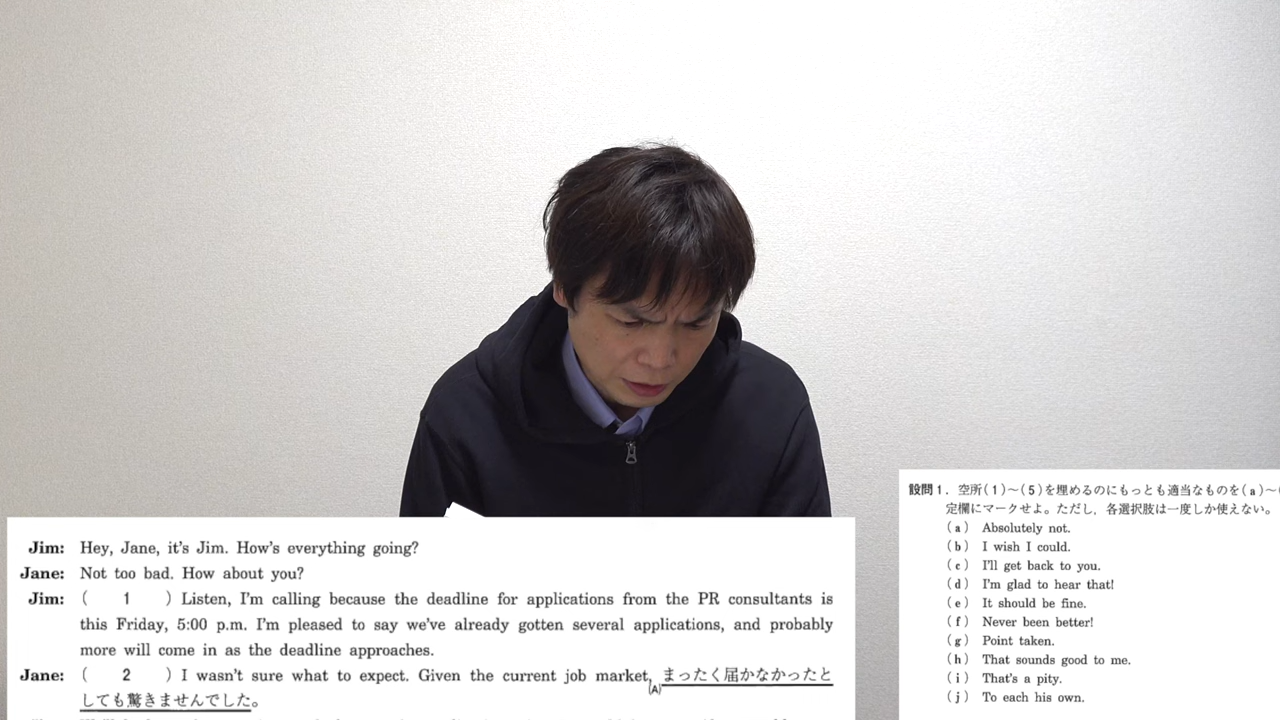 Jim: Hey, Jane, it's Jim. How's everything going?
Jane: Not too bad. How about you?
Jim: ( 1 ) Listen, I'm calling because the deadline for applications from the PR consultants is
this Friday, 5:00 p.m. I'm pleased to say we've already gotten several applications, and probably
more will come in as the deadline approaches.
Jane: ( 2 ) I wasn't sure what to expect. Given the current job market, まったく届かなかったと
(A)
しても驚きませんでした。
設問1. 空所(1)～(5)を埋めるのにもっとも適当なものを(a)～(
定欄にマークせよ。ただし，各選択肢は一度しか使えない。
(a) Absolutely not.
(b) I wish I could.
(c) I'll get back to you.
(d) I'm glad to hear that!
(e) It should be fine.
(f) Never been better!
(g) Point taken.
(h) That sounds good to me.
(i) That's a pity.
(j) To each his own.